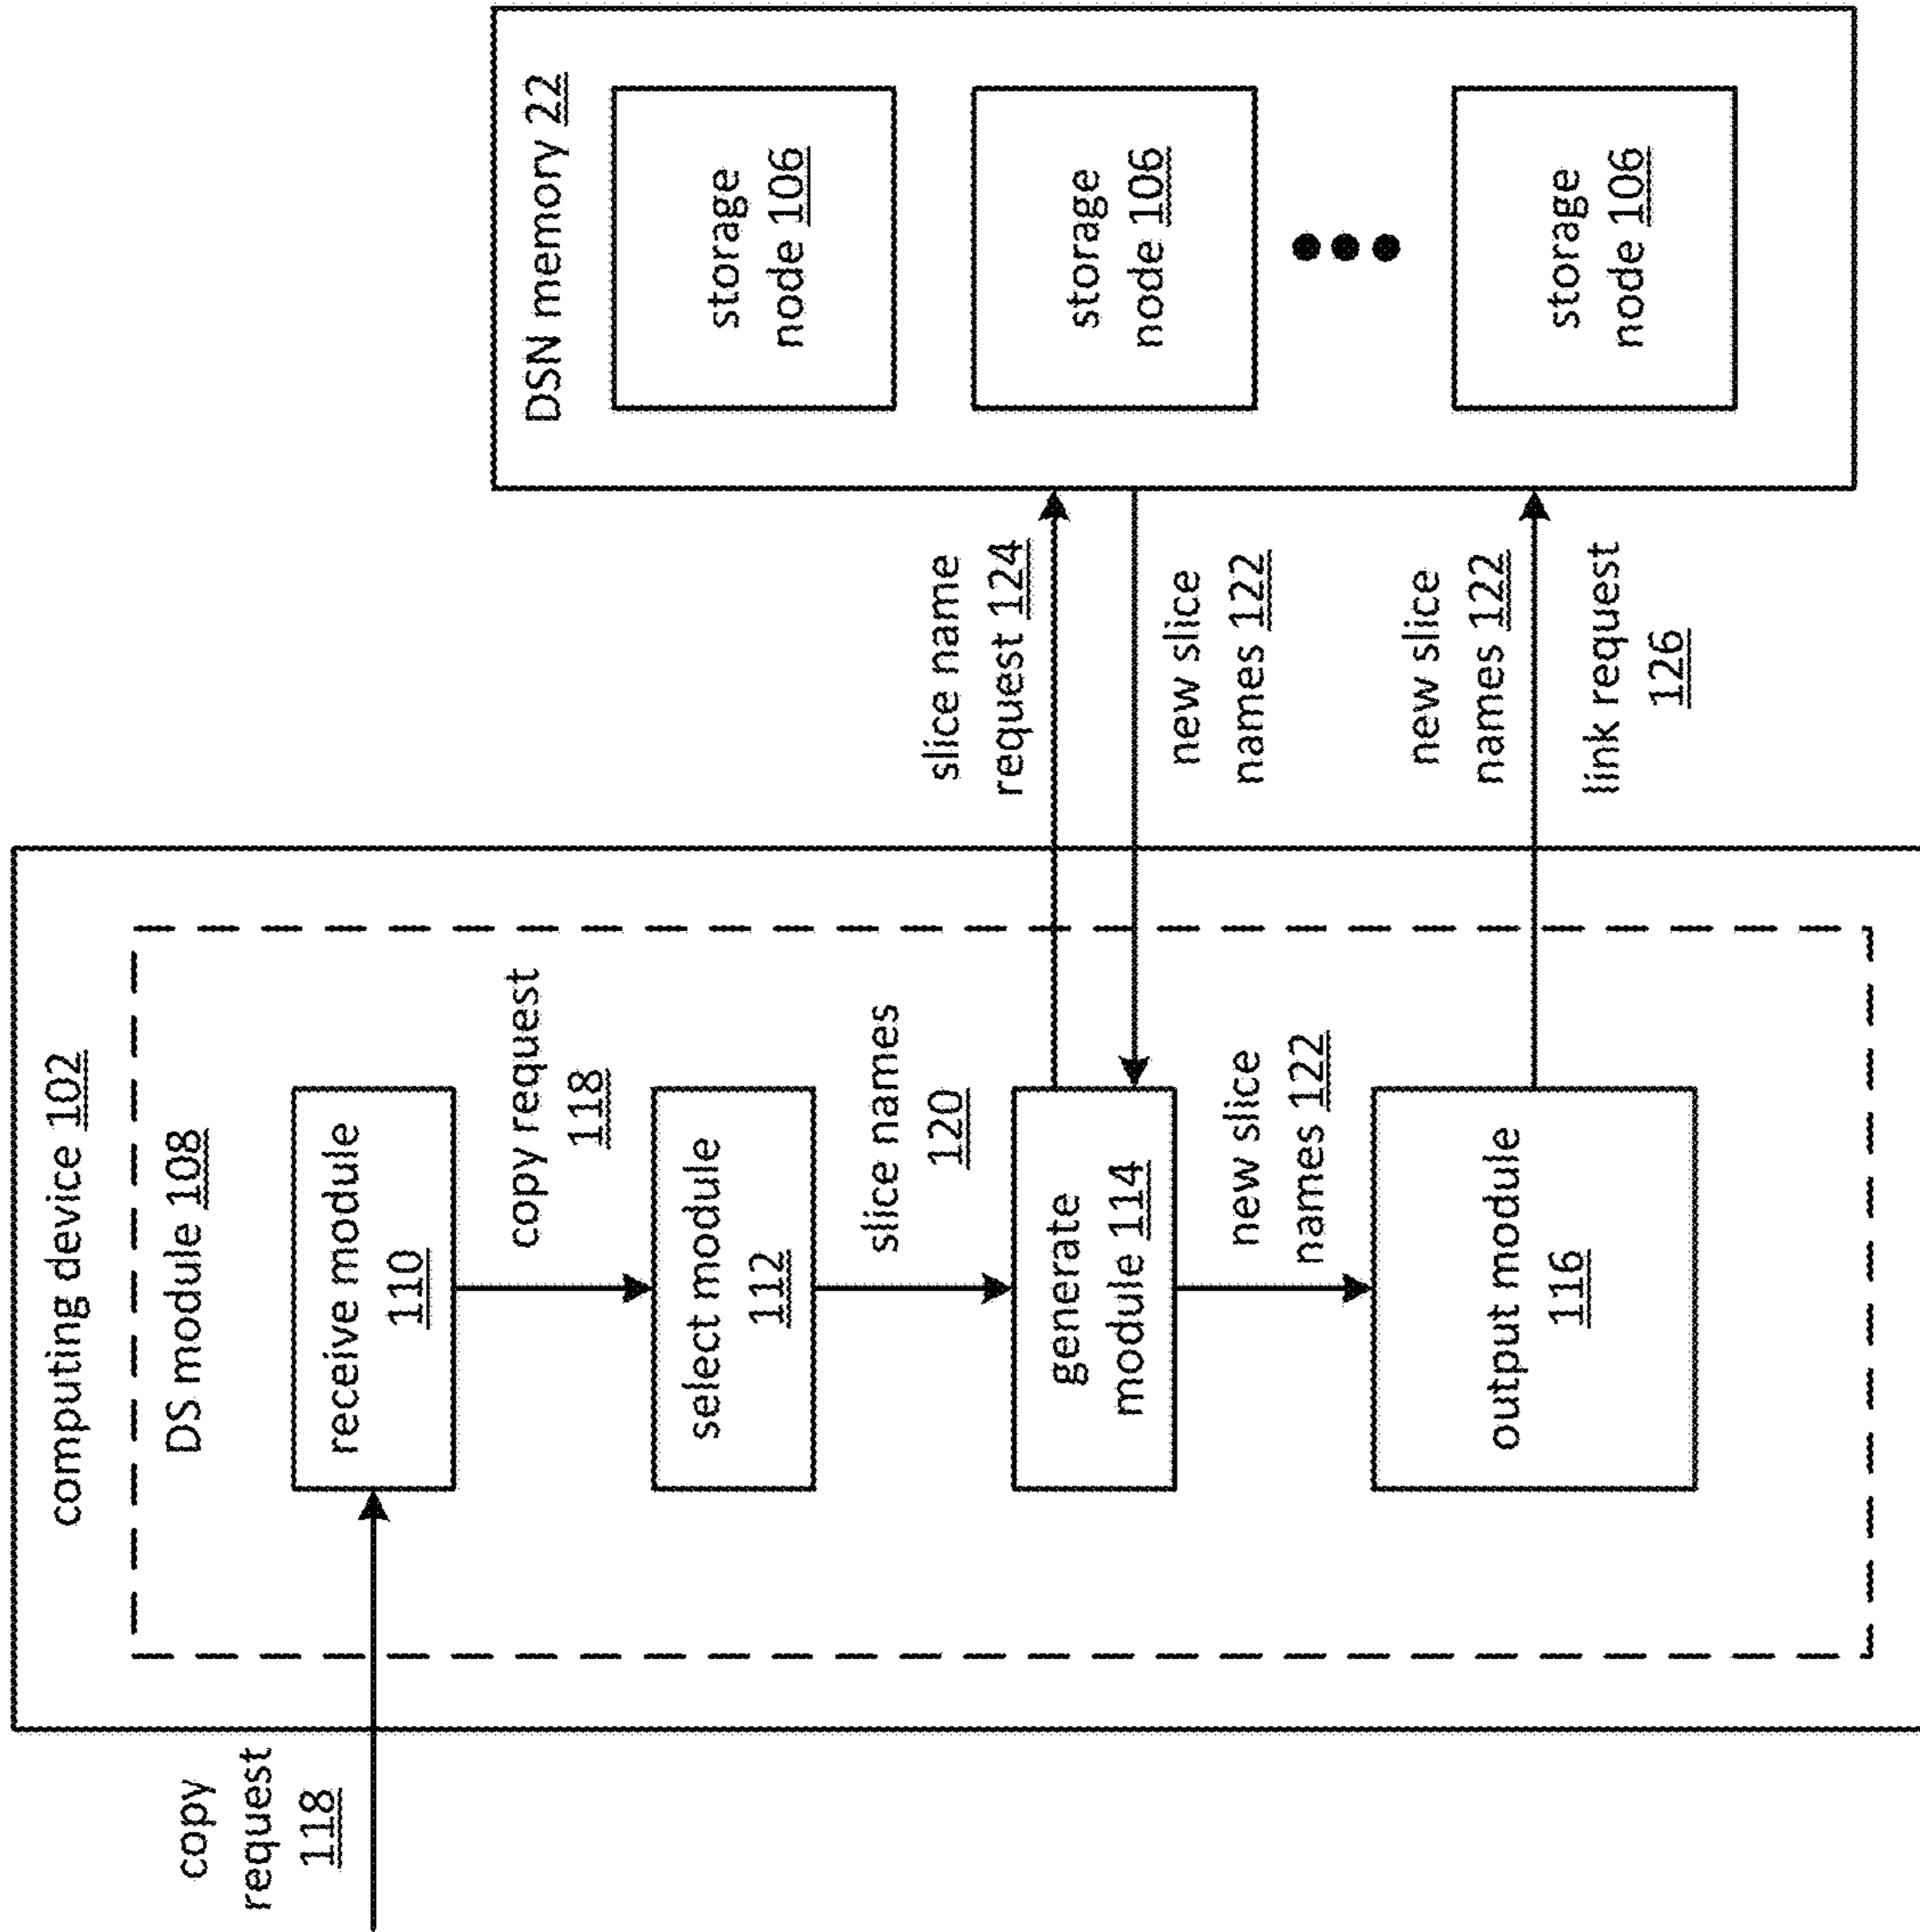 computing device 102
DS module 108
copy
request
118
receive module
110
copy request
118
select module
112
slice names
120
generate
module 114
new slice
names 122
output module
116
slice name
request 124
new slice
names 122
new slice
names 122
link request
126
DSN memory 22
storage
node 106
storage
node 106
storage
node 106